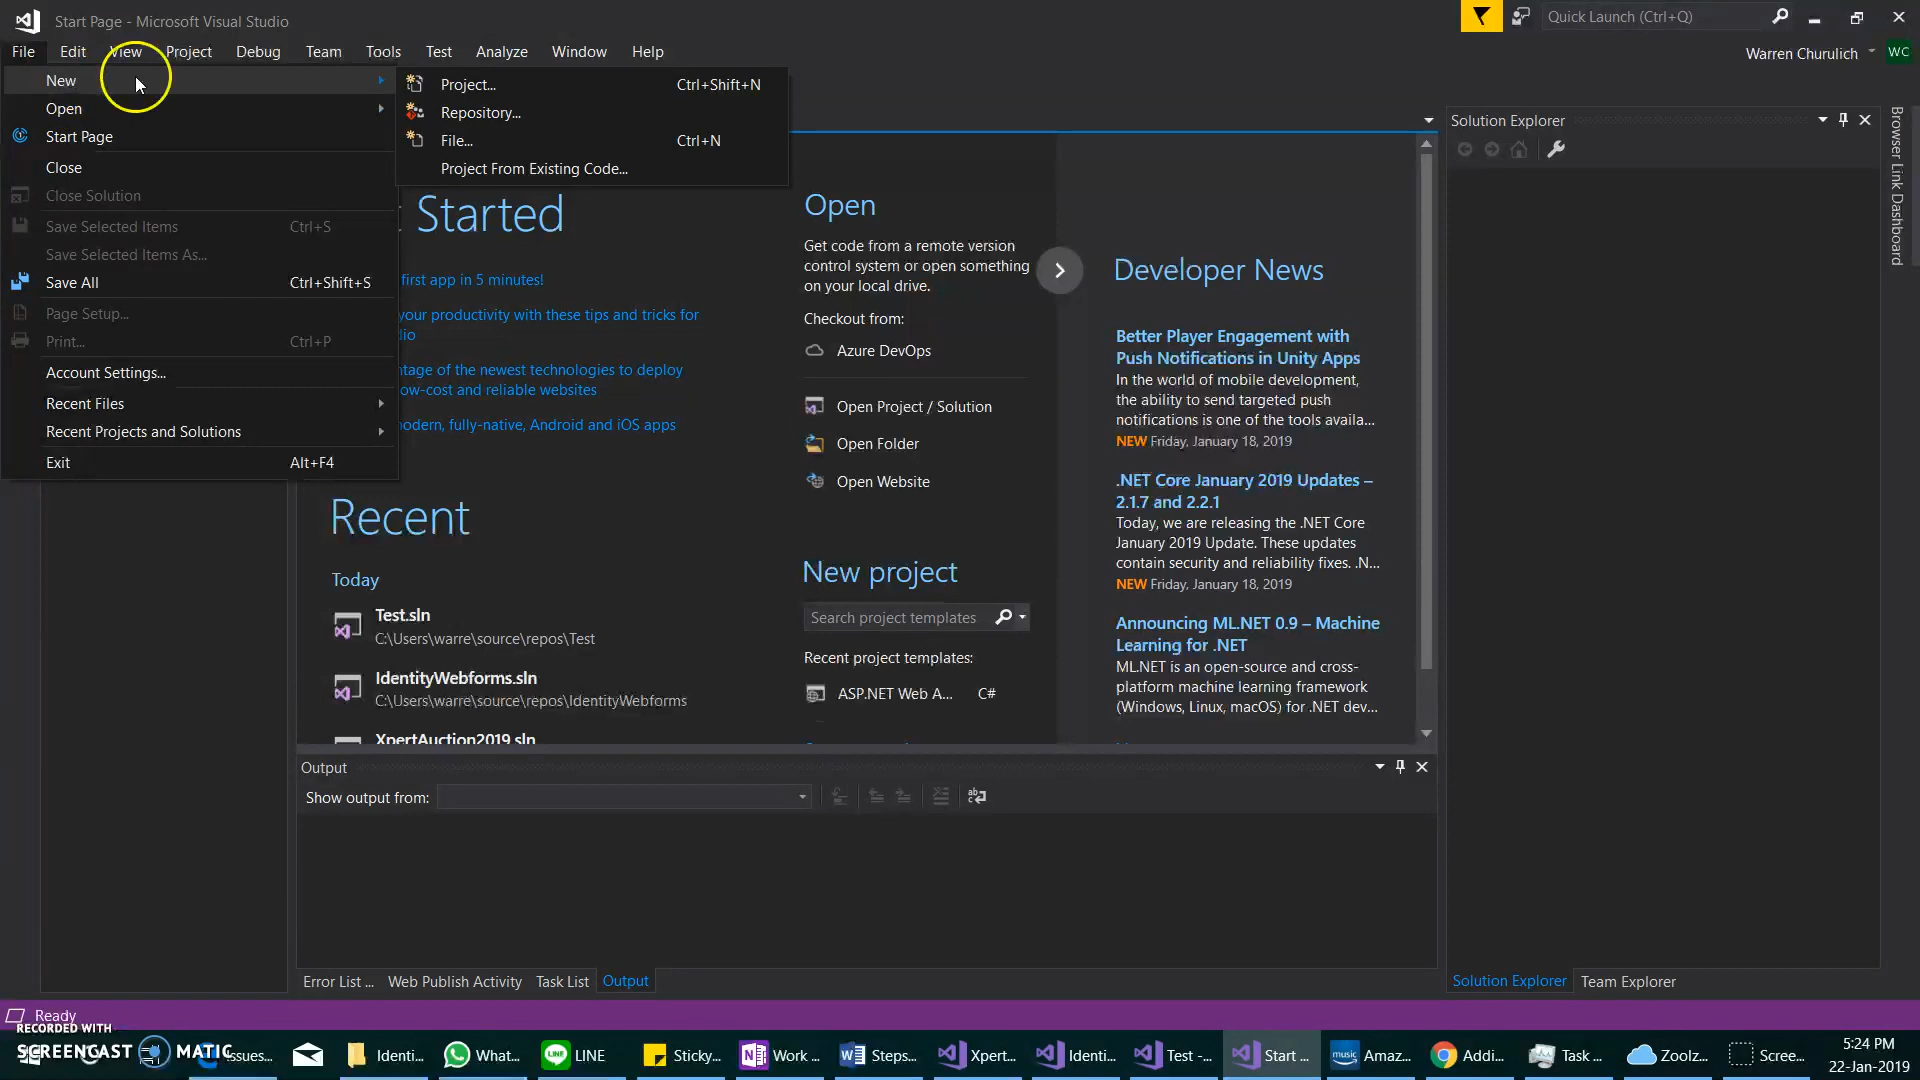 Start Page - Microsoft Visual Studio
Quick Launch (Ctrl+Q)
File Edit View Project Debug Team Tools Test Analyze Window Help
Warren Churulich
WC
New
Open
Start Page
Close
Close Solution
Save Selected Items Ctrl+S
Save Selected Items As...
Save All Ctrl+Shift+S
Page Setup...
Print... Ctrl+P
Account Settings...
Recent Files
Recent Projects and Solutions
Exit Alt+F4
Project... Ctrl+Shift+N
Repository...
File... Ctrl+N
Project From Existing Code...
Started
first app in 5 minutes!
your productivity with these tips and tricks for
dio
ntage of the newest technologies to deploy
low-cost and reliable websites
modern, fully-native, Android and iOS apps
Recent
Today
Test.sln
C:\Users\warre\source\repos\Test
IdentityWebforms.sln
C:\Users\warre\source\repos\IdentityWebforms
XpertAuction2019.sln
Open
Get code from a remote version
control system or open something
on your local drive.
Checkout from:
Azure DevOps
Open Project / Solution
Open Folder
Open Website
New project
Search project templates
Recent project templates:
ASP.NET Web A... C#
Developer News
Better Player Engagement with
Push Notifications in Unity Apps
In the world of mobile development,
the ability to send targeted push
notifications is one of the tools availa...
NEW Friday, January 18, 2019
.NET Core January 2019 Updates –
2.1.7 and 2.2.1
Today, we are releasing the .NET Core
January 2019 Update. These updates
contain security and reliability fixes. .N...
NEW Friday, January 18, 2019
Announcing ML.NET 0.9 – Machine
Learning for .NET
ML.NET is an open-source and cross-
platform machine learning framework
(Windows, Linux, macOS) for .NET dev...
Solution Explorer
Browser Link Dashboard
Output
Show output from:
Error List ... Web Publish Activity Task List Output
Solution Explorer Team Explorer
Ready
RECORDED WITH
SCREENCAST MATIC
Issues... Identi... What... LINE Sticky... Work ... Steps... Xpert... Identi... Test -... Start ... Amaz... Addi... Task ... Zoolz... Scree...
5:24 PM
22-Jan-2019